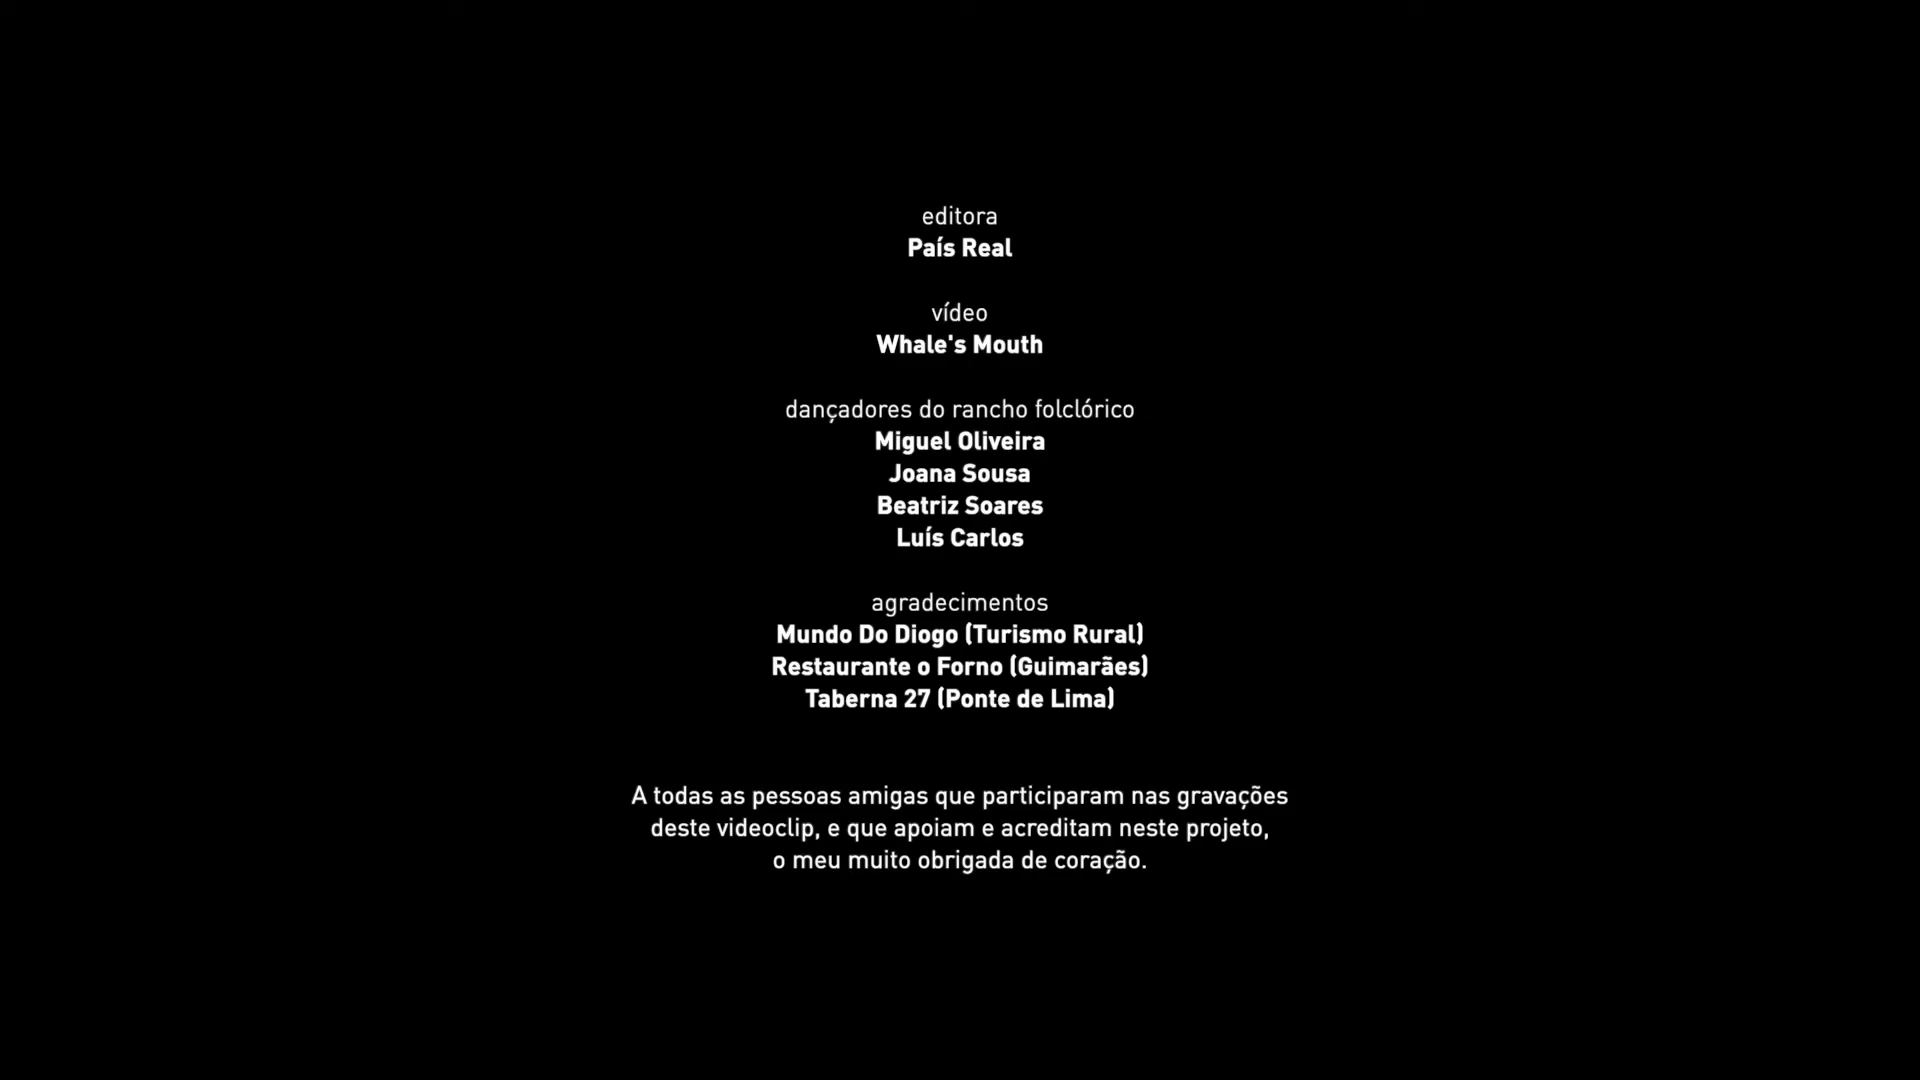 editora
País Real
vídeo
Whale's Mouth
dançadores do rancho folclórico
Miguel Oliveira
Joana Sousa
Beatriz Soares
Luís Carlos
agradecimentos
Mundo Do Diogo (Turismo Rural)
Restaurante o Forno (Guimarães)
Taberna 27 (Ponte de Lima)
A todas as pessoas amigas que participaram nas gravações
deste videoclip, e que apoiam e acreditam neste projeto,
o meu muito obrigada de coração.